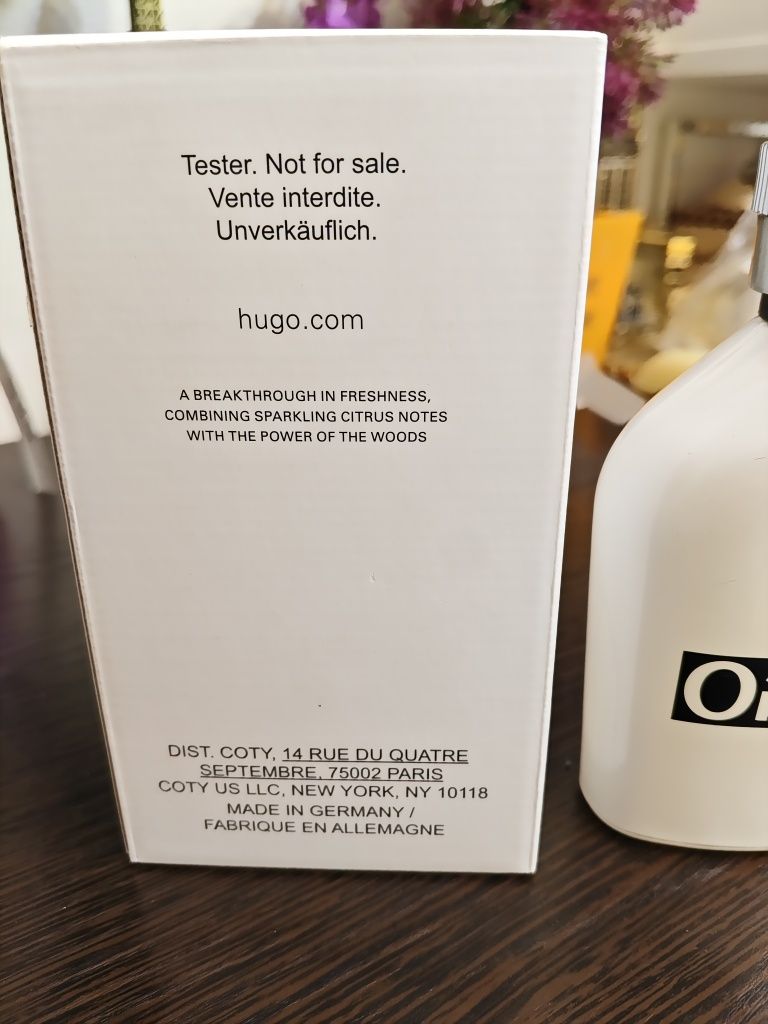 Tester. Not for sale.
Vente interdite.
Unverkäuflich.
hugo.com
A BREAKTHROUGH IN FRESHNESS,
COMBINING SPARKLING CITRUS NOTES
WITH THE POWER OF THE WOODS
DIST. COTY, 14 RUE DU QUATRE
SEPTEMBRE, 75002 PARIS
COTY US LLC, NEW YORK, NY 10118
MADE IN GERMANY /
FABRIQUE EN ALLEMAGNE